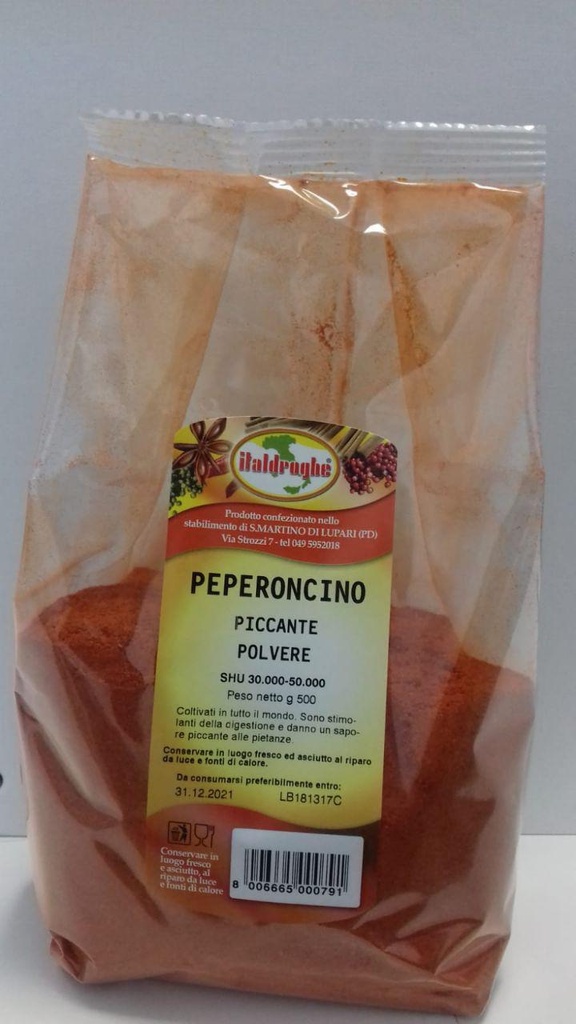 italdroghe®
Prodotto confezionato nello
stabilimento di S.MARTINO DI LUPARI (PD)
Via Strozzi 7 - tel 049 5952018
PEPERONCINO
PICCANTE
POLVERE
SHU 30.000-50.000
Peso netto g 500
Coltivati in tutto il mondo. Sono stimo-
lanti della digestione e danno un sapo-
re piccante alle pietanze.
Conservare in luogo fresco ed asciutto al riparo
da luce e fonti di calore.
Da consumarsi preferibilmente entro:
31.12.2021 LB181317C
Conservare in
luogo fresco
e asciutto, al
riparo da luce
e fonti di calore
8 006665 000791